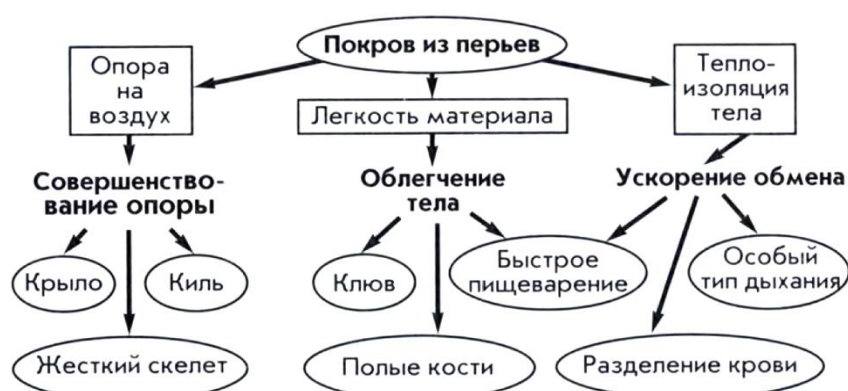 Покров из перьев
Опора
на
воздух
Легкость материала
Тепло-
изоляция
тела
Совершенство-
вание опоры
Облегчение
тела
Ускорение обмена
Крыло
Киль
Клюв
Быстрое
пищеварение
Особый
тип дыхания
Жесткий скелет
Полые кости
Разделение крови